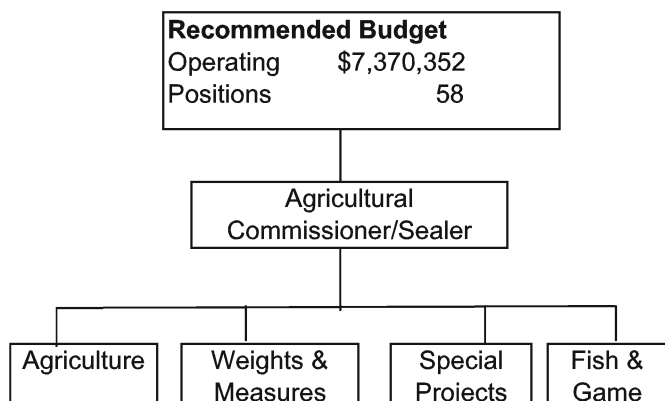 Recommended Budget
Operating $7,370,352
Positions 58
Agricultural
Commissioner/Sealer
Agriculture
Weights &
Measures
Special
Projects
Fish &
Game